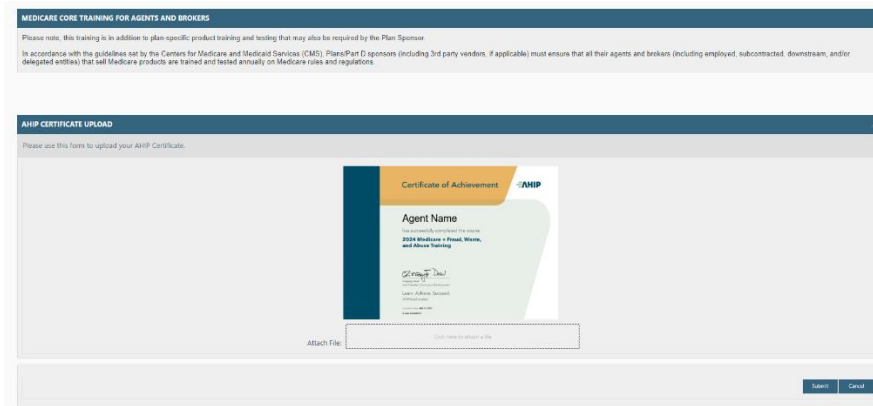 MEDICARE CORE TRAINING FOR AGENTS AND BROKERS
Please note, this training is in addition to plan-specific product training and testing that may also be required by the Plan Sponsor.
In accordance with the guidelines set by the Centers for Medicare and Medicaid Services (CMS), Plans/Part D sponsors (including 3rd party vendors, if applicable) must ensure that all their agents and brokers (including employed, subcontracted, downstream, and/or
delegated entities) that sell Medicare products are trained and tested annually on Medicare rules and regulations.
AHIP CERTIFICATE UPLOAD
Please use this form to upload your AHIP Certificate.
Certificate of Achievement
AHIP
Agent Name
has successfully completed the course
2024 Medicare + Fraud, Waste,
and Abuse Training
Learn. Achieve. Succeed.
Attach File:
Click here to attach a file
Submit Cancel